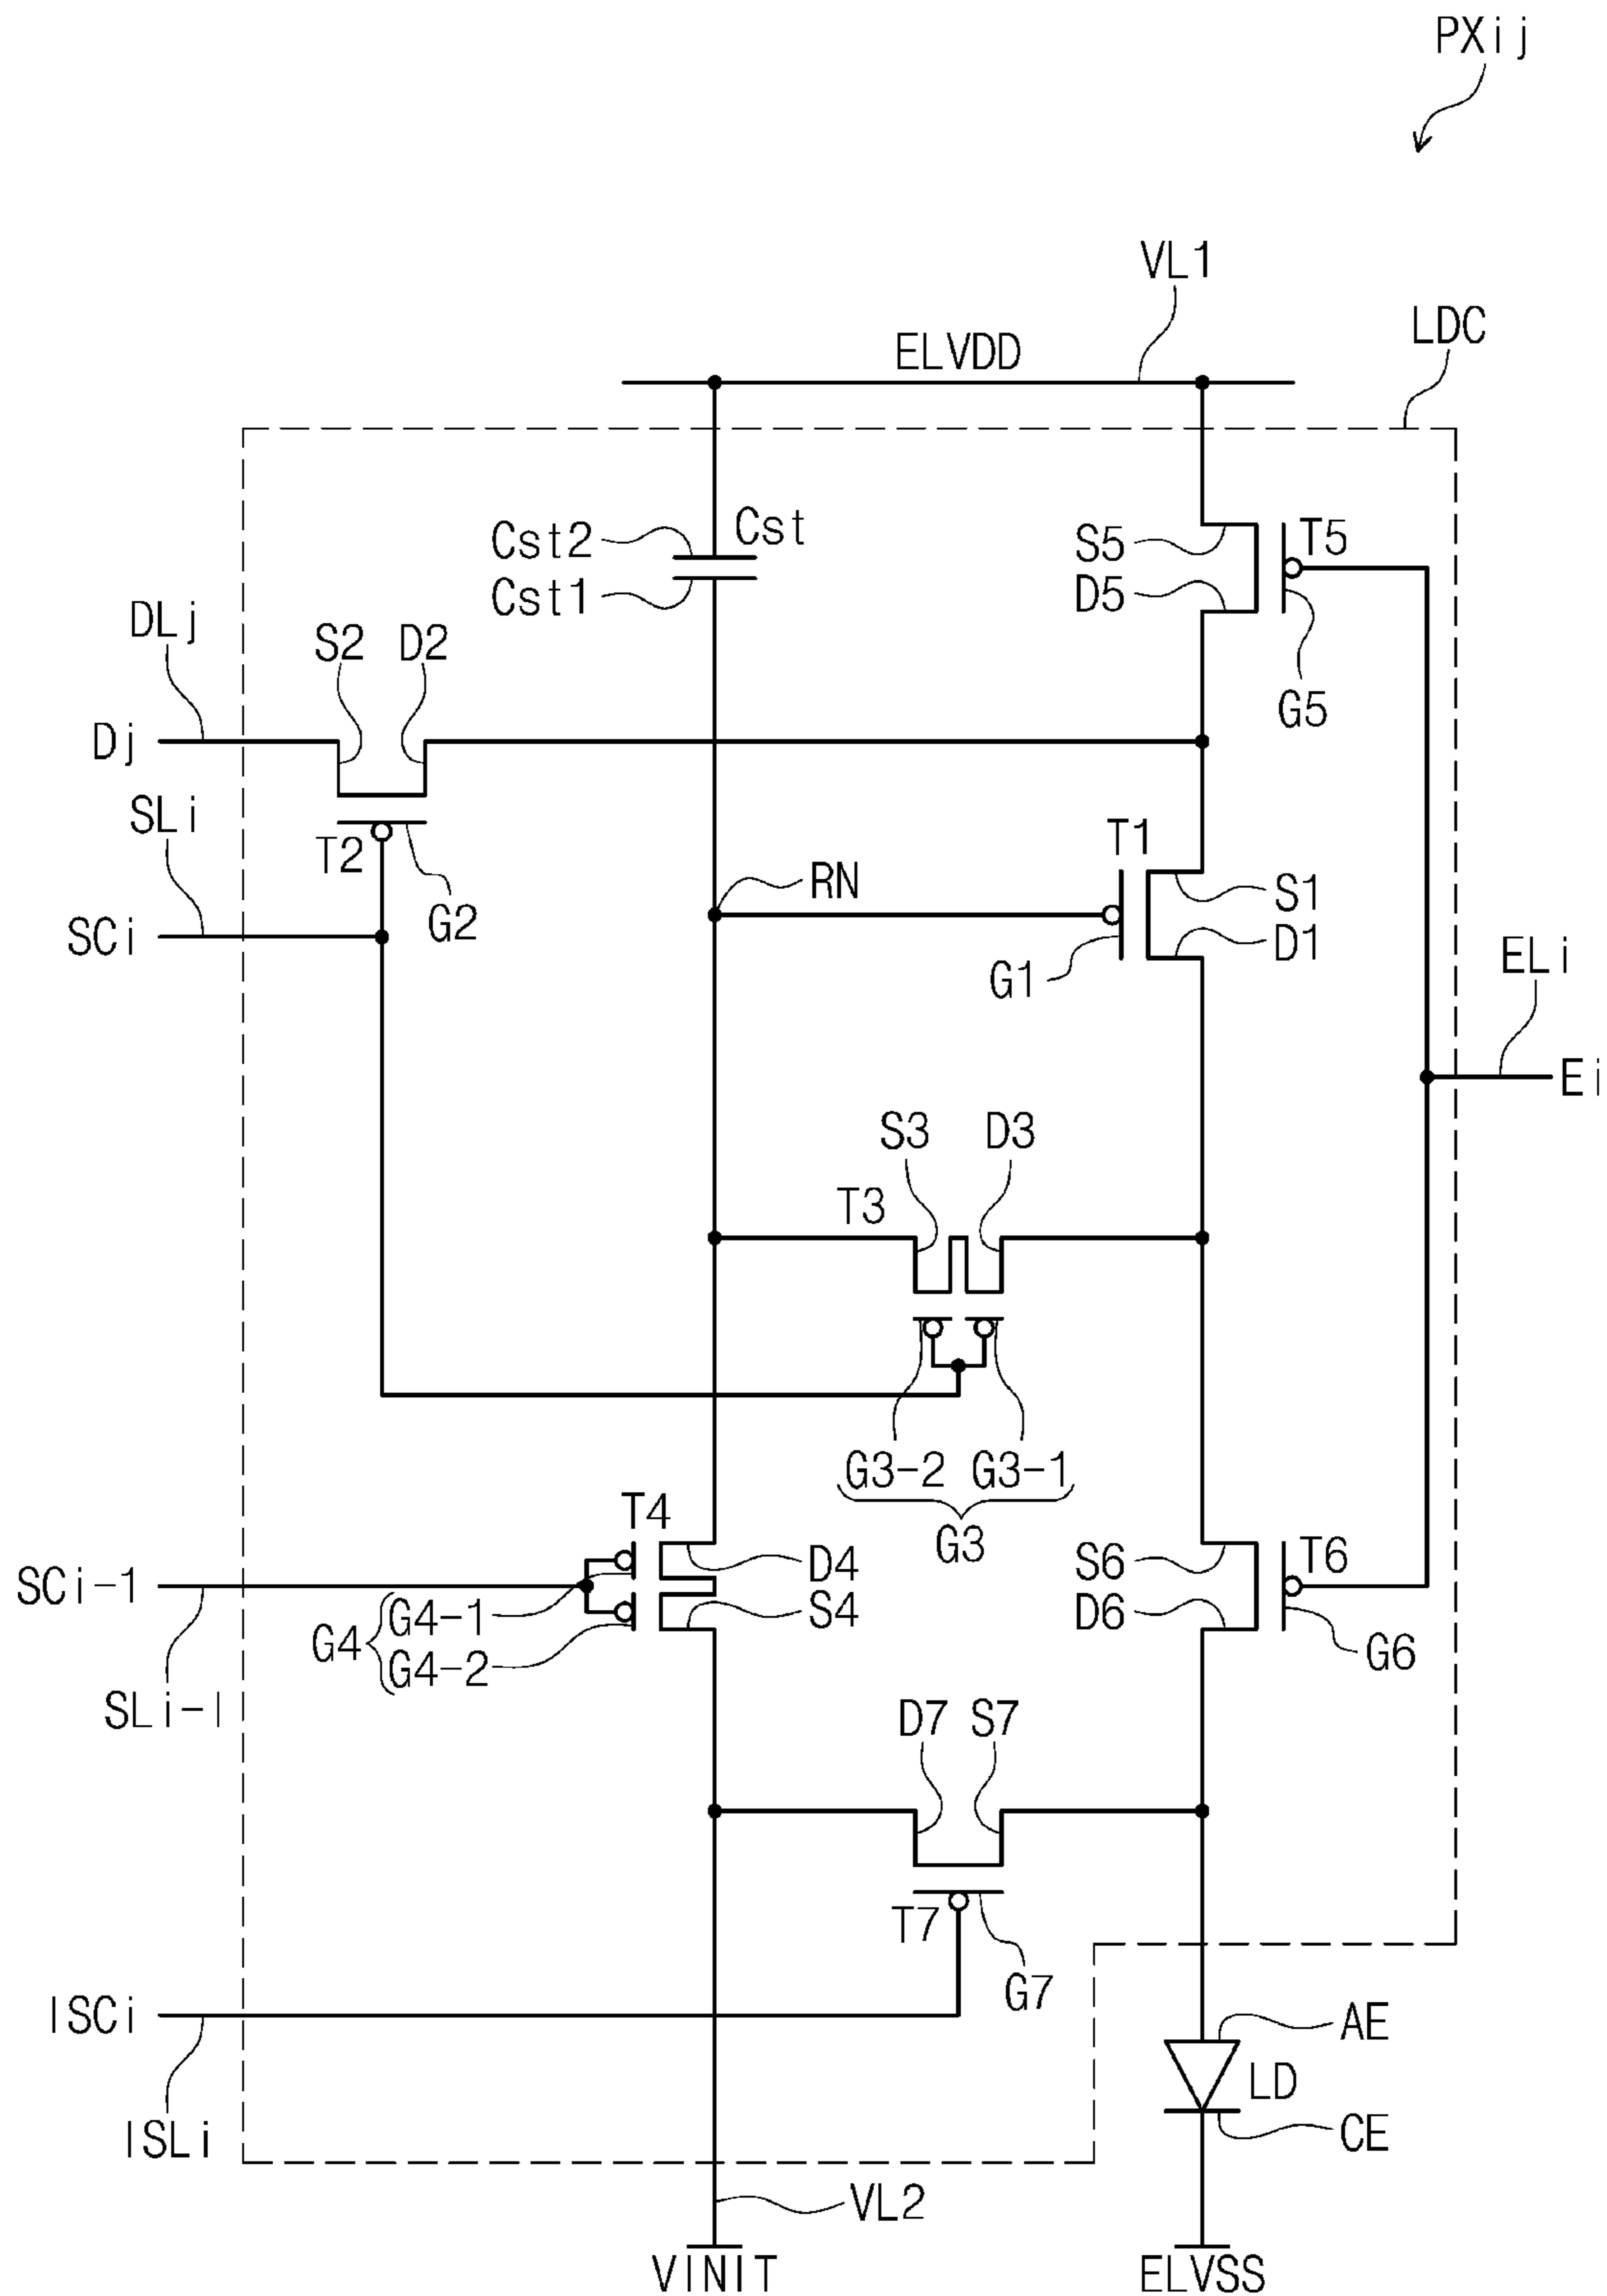 PXij
VL1
LDC
ELVDD
Cst2
Cst
Cst1
S5
T5
D5
G5
DLj
S2
D2
Dj
SLi
T2
G2
SCi
RN
T1
S1
D1
G1
ELi
Ei
S3
D3
T3
G3-2
G3-1
G3
T4
D4
S4
SCi-1
G4
G4-1
G4-2
SLi-1
S6
T6
D6
G6
D7
S7
T7
G7
ISCi
ISLi
AE
LD
CE
VL2
VINIT
ELVSS